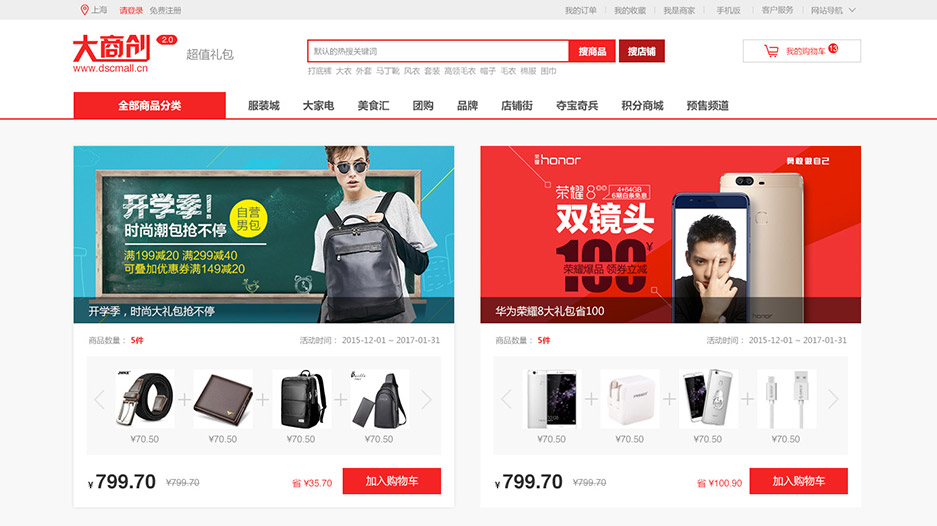 上海 请登录 免费注册 我的订单 我的收藏 我是商家 手机版 客户服务 网站导航
大商创 2.0
www.dscmall.cn
超值礼包
默认的热搜关键词 搜商品 搜店铺
我的购物车 13
打底裤 大衣 外套 马丁靴 风衣 套装 高领毛衣 帽子 毛衣 棉服 围巾
全部商品分类 服装城 大家电 美食汇 团购 品牌 店铺街 夺宝奇兵 积分商城 预售频道
开学季!
时尚潮包抢不停
自营
男包
满199减20 满299减40
可叠加优惠券满149减20
开学季，时尚大礼包抢不停
商品数量： 5件 活动时间： 2015-12-01 ~ 2017-01-31
JWKE
¥70.50 ¥70.50 ¥70.50 ¥70.50
¥ 799.70 ¥799.70 省 ¥35.70 加入购物车
荣耀 honor
勇敢做自己
荣耀8 4+64GB
6期白条免息
双镜头
100¥
荣耀爆品 领券立减
honor
华为荣耀8大礼包省100
商品数量： 5件 活动时间： 2015-12-01 ~ 2017-01-31
¥70.50 ¥70.50 ¥70.50 ¥70.50
¥ 799.70 ¥799.70 省 ¥100.90 加入购物车